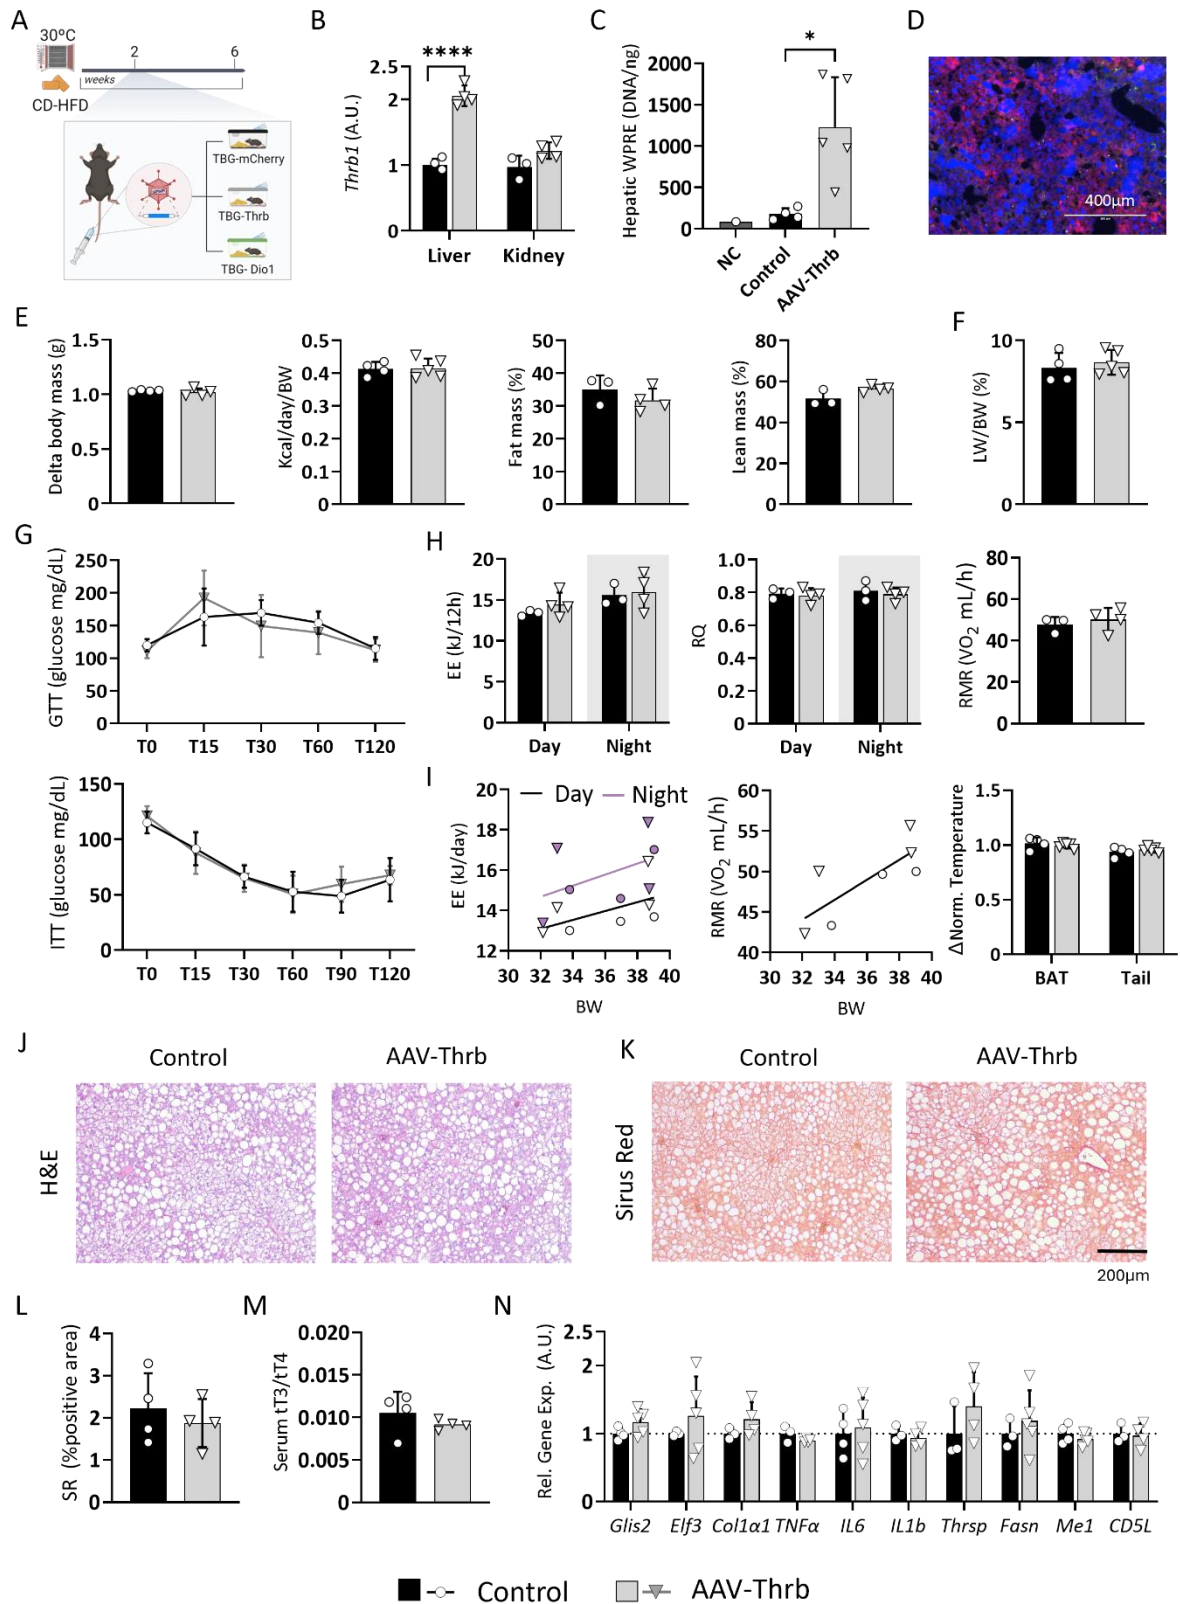 A
30ºC
2
6
weeks
CD-HFD
TBG-mCherry
TBG-Thrb
TBG- Dio1
B
Thrb1 (A.U.)
****
2.5
2
1
0
Liver
Kidney
C
Hepatic WPRE (DNA/ng)
*
2000
1500
1000
500
0
NC
Control
AAV-Thrb
D
400µm
E
Delta body mass (g)
1.5
1.0
0.5
0
Kcal/day/BW
0.5
0.4
0.3
0.2
0.1
0
Fat mass (%)
50
40
30
20
10
0
Lean mass (%)
80
60
40
20
0
F
LW/BW (%)
10
5
0
G
GTT (glucose mg/dL)
250
200
150
100
50
0
T0
T15
T30
T60
T120
ITT (glucose mg/dL)
150
100
50
0
T0
T15
T30
T60
T90
T120
H
EE (kJ/12h)
20
15
10
5
0
Day
Night
RQ
1.0
0.8
0.6
0.4
0.2
0
Day
Night
RMR (VO2 mL/h)
80
60
40
20
0
I
EE (kJ/day)
20
18
16
14
12
Day
Night
30 32 34 36 38 40
BW
RMR (VO2 mL/h)
60
55
50
45
40
30 32 34 36 38 40
BW
ΔNorm. Temperature
1.5
1.0
0.5
0
BAT
Tail
J
Control
AAV-Thrb
H&E
K
Control
AAV-Thrb
Sirus Red
200µm
L
SR (%positive area)
4
3
2
1
0
M
Serum tT3/tT4
0.020
0.015
0.010
0.005
0
N
Rel. Gene Exp. (A.U.)
2.5
2
1
0
Glis2 Elf3 Col1α1 TNFα IL6 IL1b Thrsp Fasn Me1 CD5L
Control
AAV-Thrb